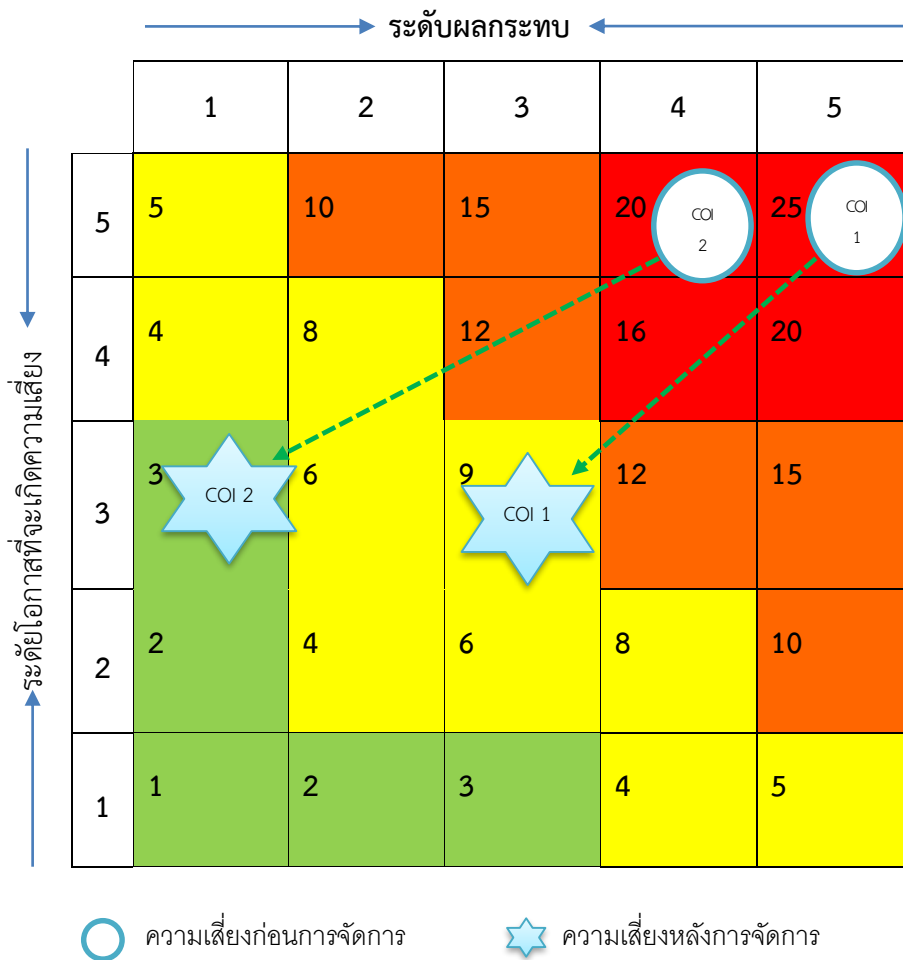 ระดับผลกระทบ
1 2 3 4 5
ระดัยโอกาสที่จะเกิดความเสี่ยง
5 5 10 15 20 COI 2 25 COI 1
4 4 8 12 16 20
3 3 COI 2 6 9 COI 1 12 15
2 2 4 6 8 10
1 1 2 3 4 5
ความเสี่ยงก่อนการจัดการ ความเสี่ยงหลังการจัดการ